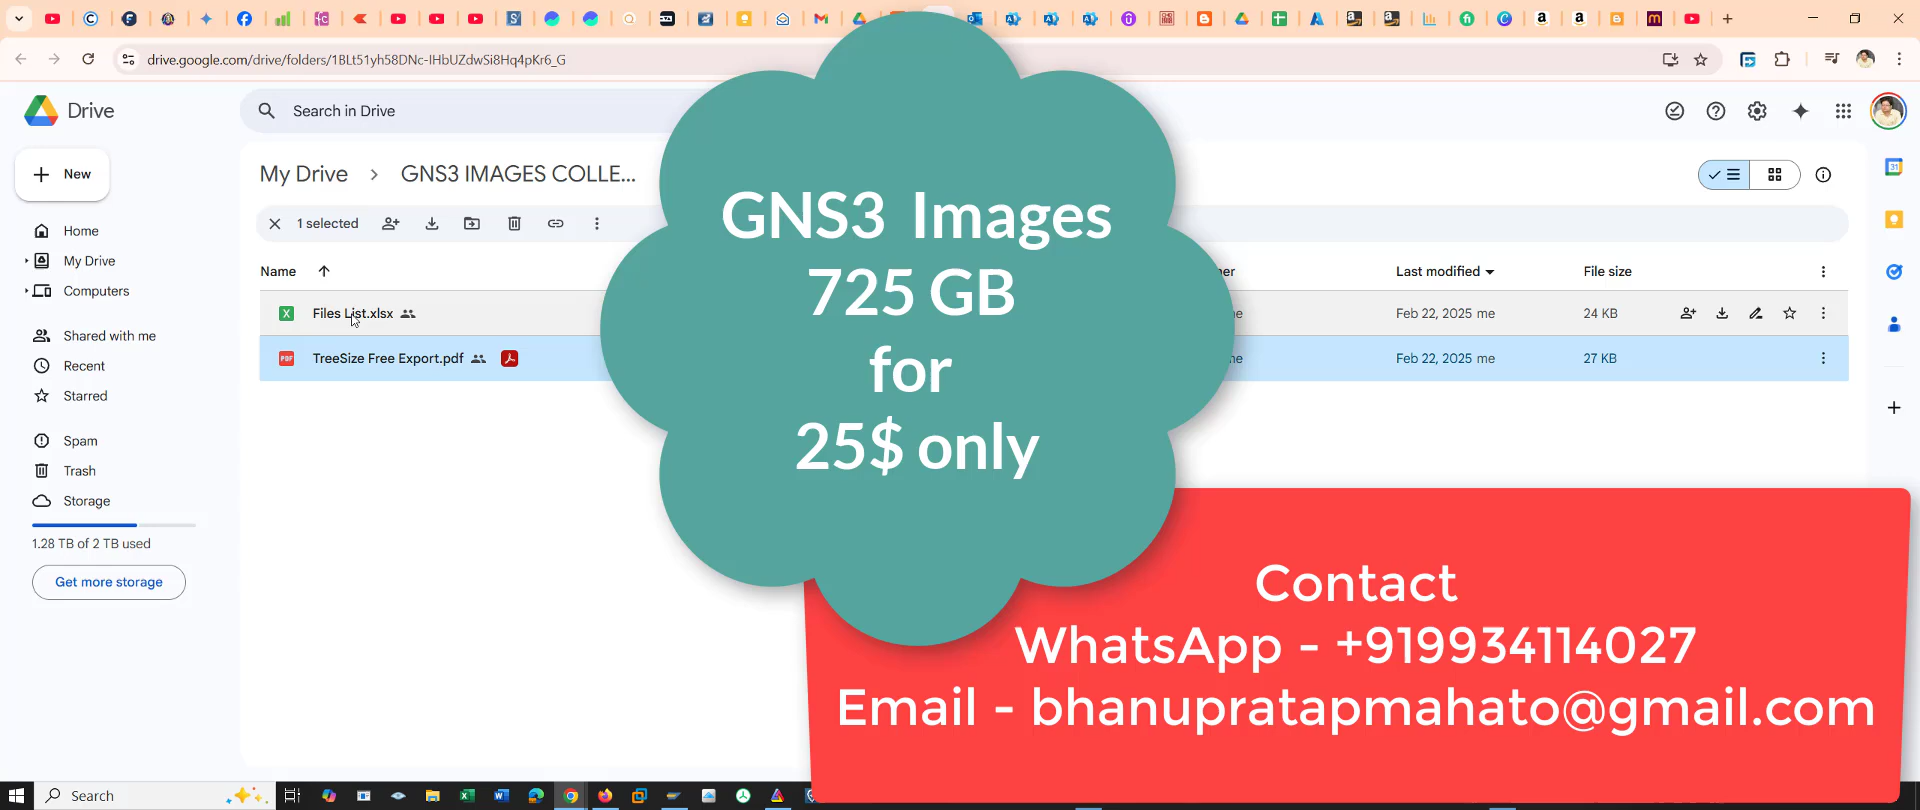 drive.google.com/drive/folders/1BLt51yh58DNc-IHbUZdwSi8Hq4pKr6_G
Drive
Search in Drive
New
My Drive > GNS3 IMAGES COLLE...
1 selected
Home
My Drive
Computers
Shared with me
Recent
Starred
Spam
Trash
Storage
1.28 TB of 2 TB used
Get more storage
Name
Last modified
File size
Files List.xlsx
Feb 22, 2025 me
24 KB
TreeSize Free Export.pdf
Feb 22, 2025 me
27 KB
GNS3 Images
725 GB
for
25$ only
Contact
WhatsApp - +919934114027
Email - bhanupratapmahato@gmail.com
31
Search